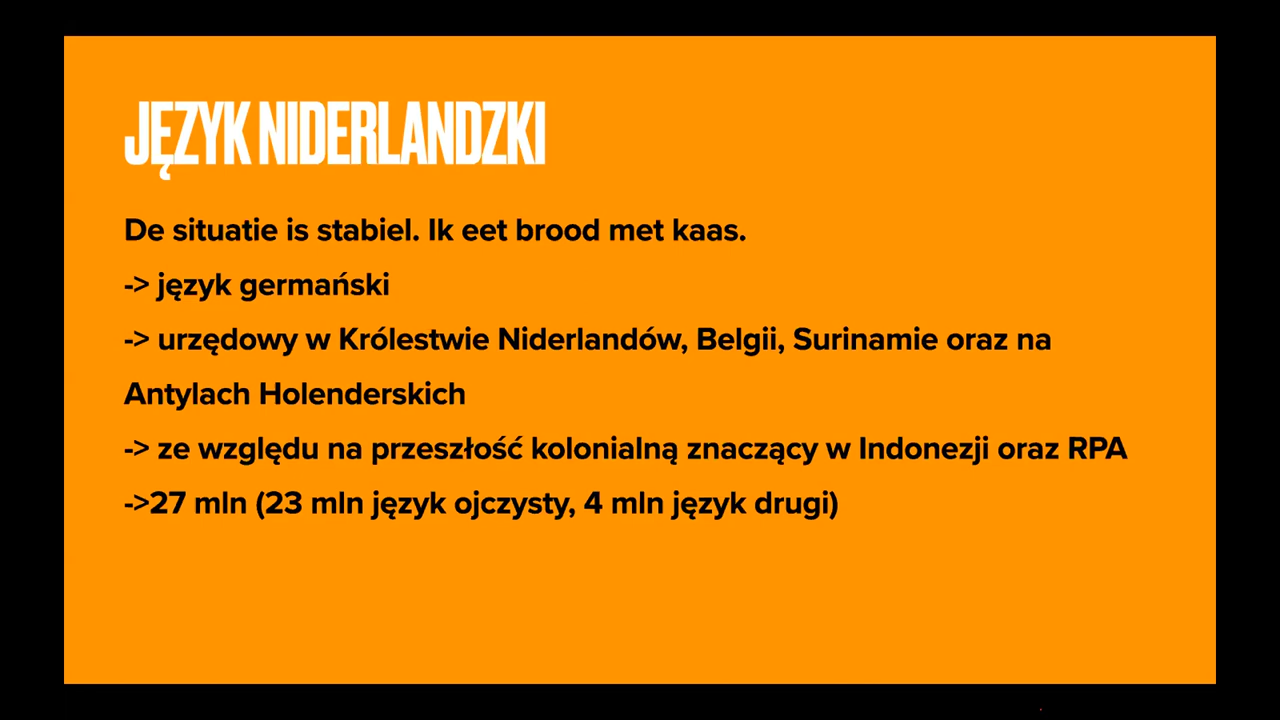 JĘZYK NIDERLANDZKI
De situatie is stabiel. Ik eet brood met kaas.
-> język germański
-> urzędowy w Królestwie Niderlandów, Belgii, Surinamie oraz na
Antylach Holenderskich
-> ze względu na przeszłość kolonialną znaczący w Indonezji oraz RPA
->27 mln (23 mln język ojczysty, 4 mln język drugi)